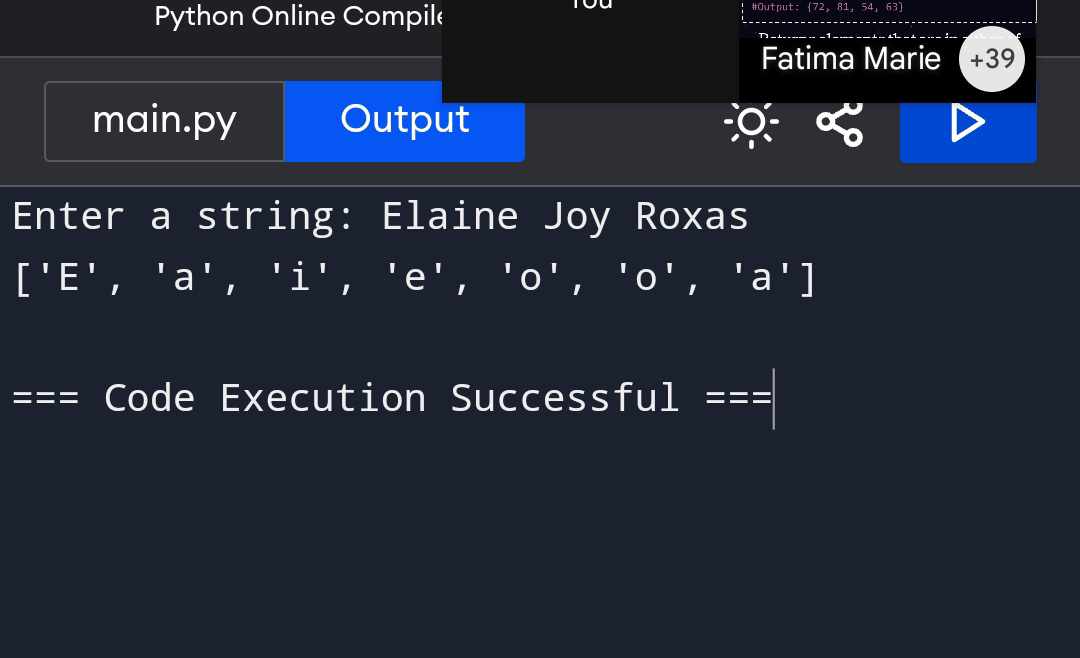 Python Online Compile
You
#Output: {72, 81, 54, 63}
Fatima Marie +39
main.py Output
Enter a string: Elaine Joy Roxas
['E', 'a', 'i', 'e', 'o', 'o', 'a']
=== Code Execution Successful ===